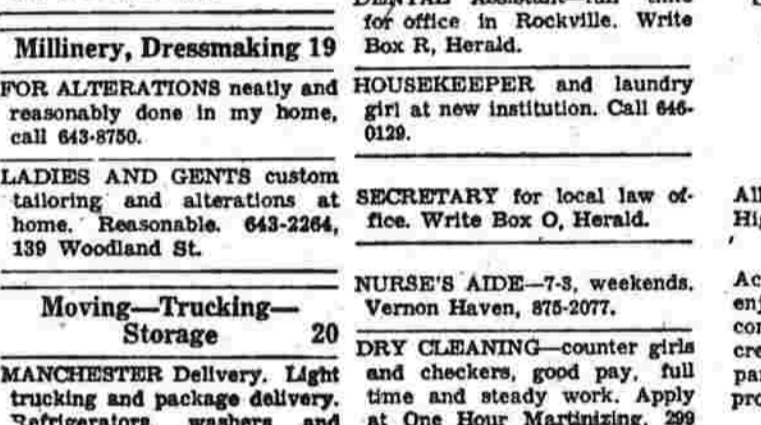 Millinery, Dressmaking 19
FOR ALTERATIONS neatly and
reasonably done in my home,
call 643-8750.
LADIES AND GENTS custom
tailoring and alterations at
home. Reasonable. 643-2264,
139 Woodland St.
Moving—Trucking—
Storage 20
MANCHESTER Delivery. Light
trucking and package delivery.
Refrigerators, washers and
for office in Rockville. Write
Box R, Herald.
HOUSEKEEPER and laundry
girl at new institution. Call 646-
0129.
SECRETARY for local law of-
fice. Write Box O, Herald.
NURSE'S AIDE—7-3, weekends.
Vernon Haven, 875-2077.
DRY CLEANING—counter girls
and checkers, good pay, full
time and steady work. Apply
at One Hour Martinizing, 299